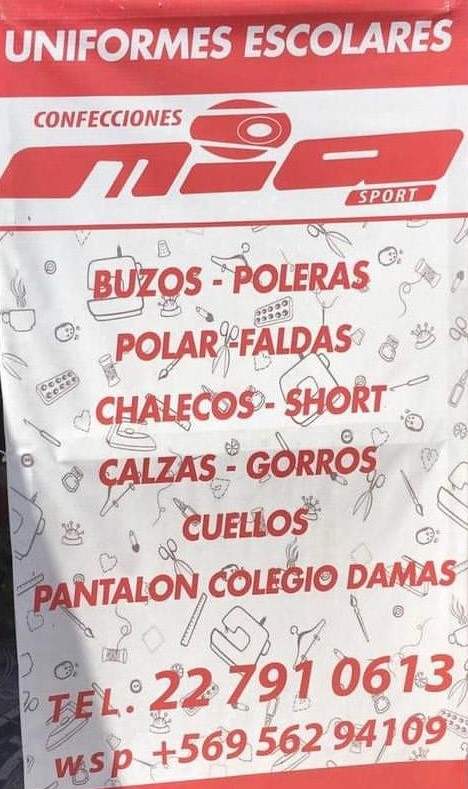 UNIFORMES ESCOLARES
CONFECCIONES
mia
SPORT
BUZOS - POLERAS
POLAR -FALDAS
CHALECOS - SHORT
CALZAS - GORROS
CUELLOS
PANTALON COLEGIO DAMAS
TEL. 22 791 0613
wsp +569 562 94109